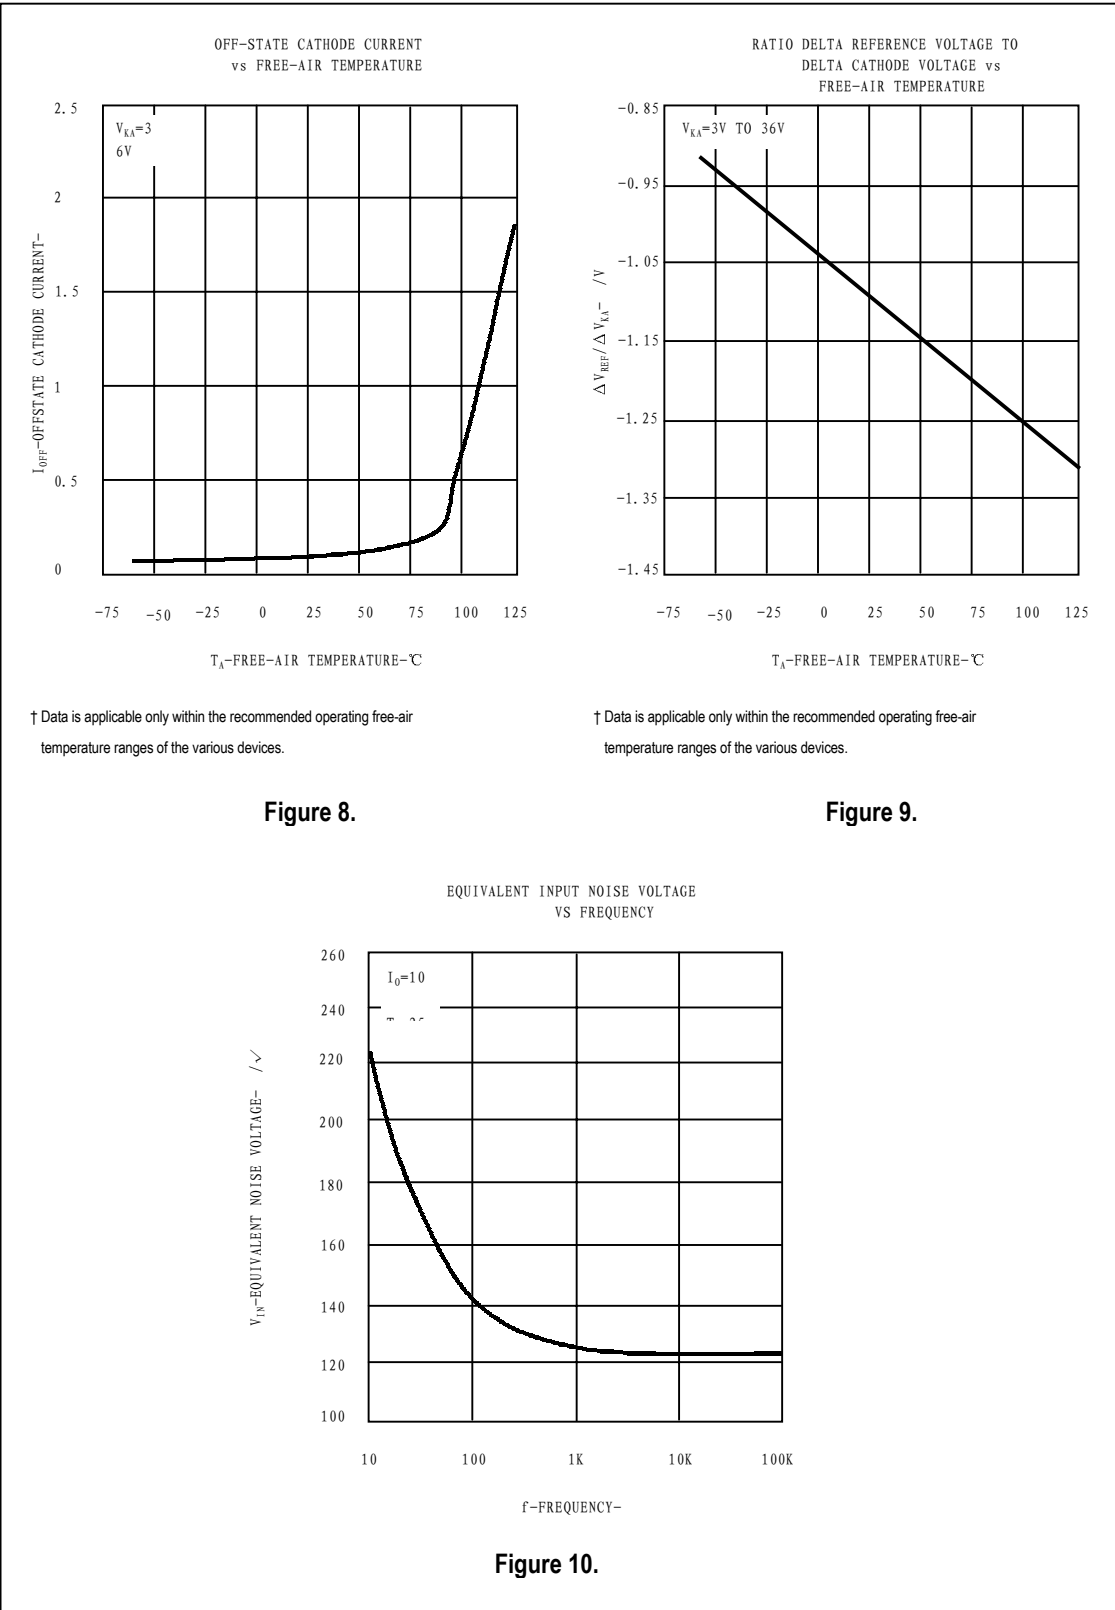 OFF-STATE CATHODE CURRENT
vs FREE-AIR TEMPERATURE
2.5
2
1.5
1
0.5
0
V_KA=3
6V
I_OFF-OFFSTATE CATHODE CURRENT-
-75 -50 -25 0 25 50 75 100 125
T_A-FREE-AIR TEMPERATURE-℃
† Data is applicable only within the recommended operating free-air
temperature ranges of the various devices.
Figure 8.
RATIO DELTA REFERENCE VOLTAGE TO
DELTA CATHODE VOLTAGE vs
FREE-AIR TEMPERATURE
-0.85
-0.95
-1.05
-1.15
-1.25
-1.35
-1.45
V_KA=3V TO 36V
ΔV_REF/ΔV_KA- /V
-75 -50 -25 0 25 50 75 100 125
T_A-FREE-AIR TEMPERATURE-℃
† Data is applicable only within the recommended operating free-air
temperature ranges of the various devices.
Figure 9.
EQUIVALENT INPUT NOISE VOLTAGE
VS FREQUENCY
260
240
220
200
180
160
140
120
100
I_0=10
V_IN-EQUIVALENT NOISE VOLTAGE- /√
10 100 1K 10K 100K
f-FREQUENCY-
Figure 10.